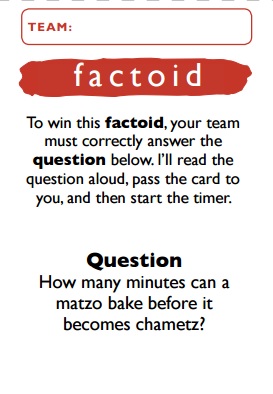 TEAM:
factoid
To win this factoid, your team
must correctly answer the
question below. I'll read the
question aloud, pass the card to
you, and then start the timer.
Question
How many minutes can a
matzo bake before it
becomes chametz?